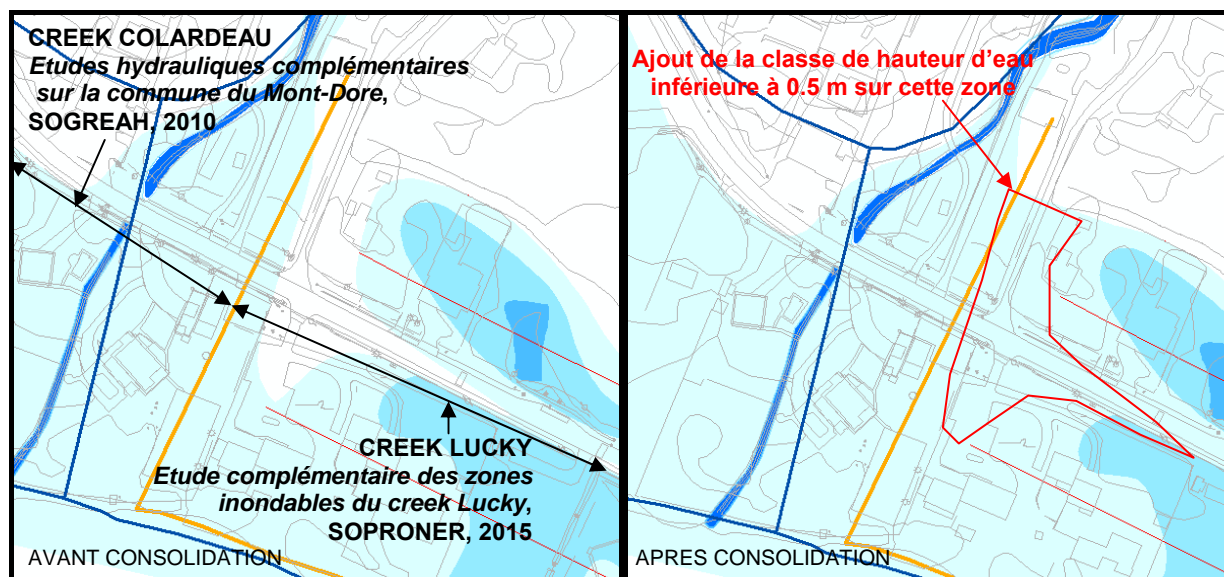 CREEK COLARDEAU
Etudes hydrauliques complémentaires
sur la commune du Mont-Dore,
SOGREAH, 2010
CREEK LUCKY
Etude complémentaire des zones
inondables du creek Lucky,
SOPRONER, 2015
AVANT CONSOLIDATION
Ajout de la classe de hauteur d'eau
inférieure à 0.5 m sur cette zone
APRES CONSOLIDATION